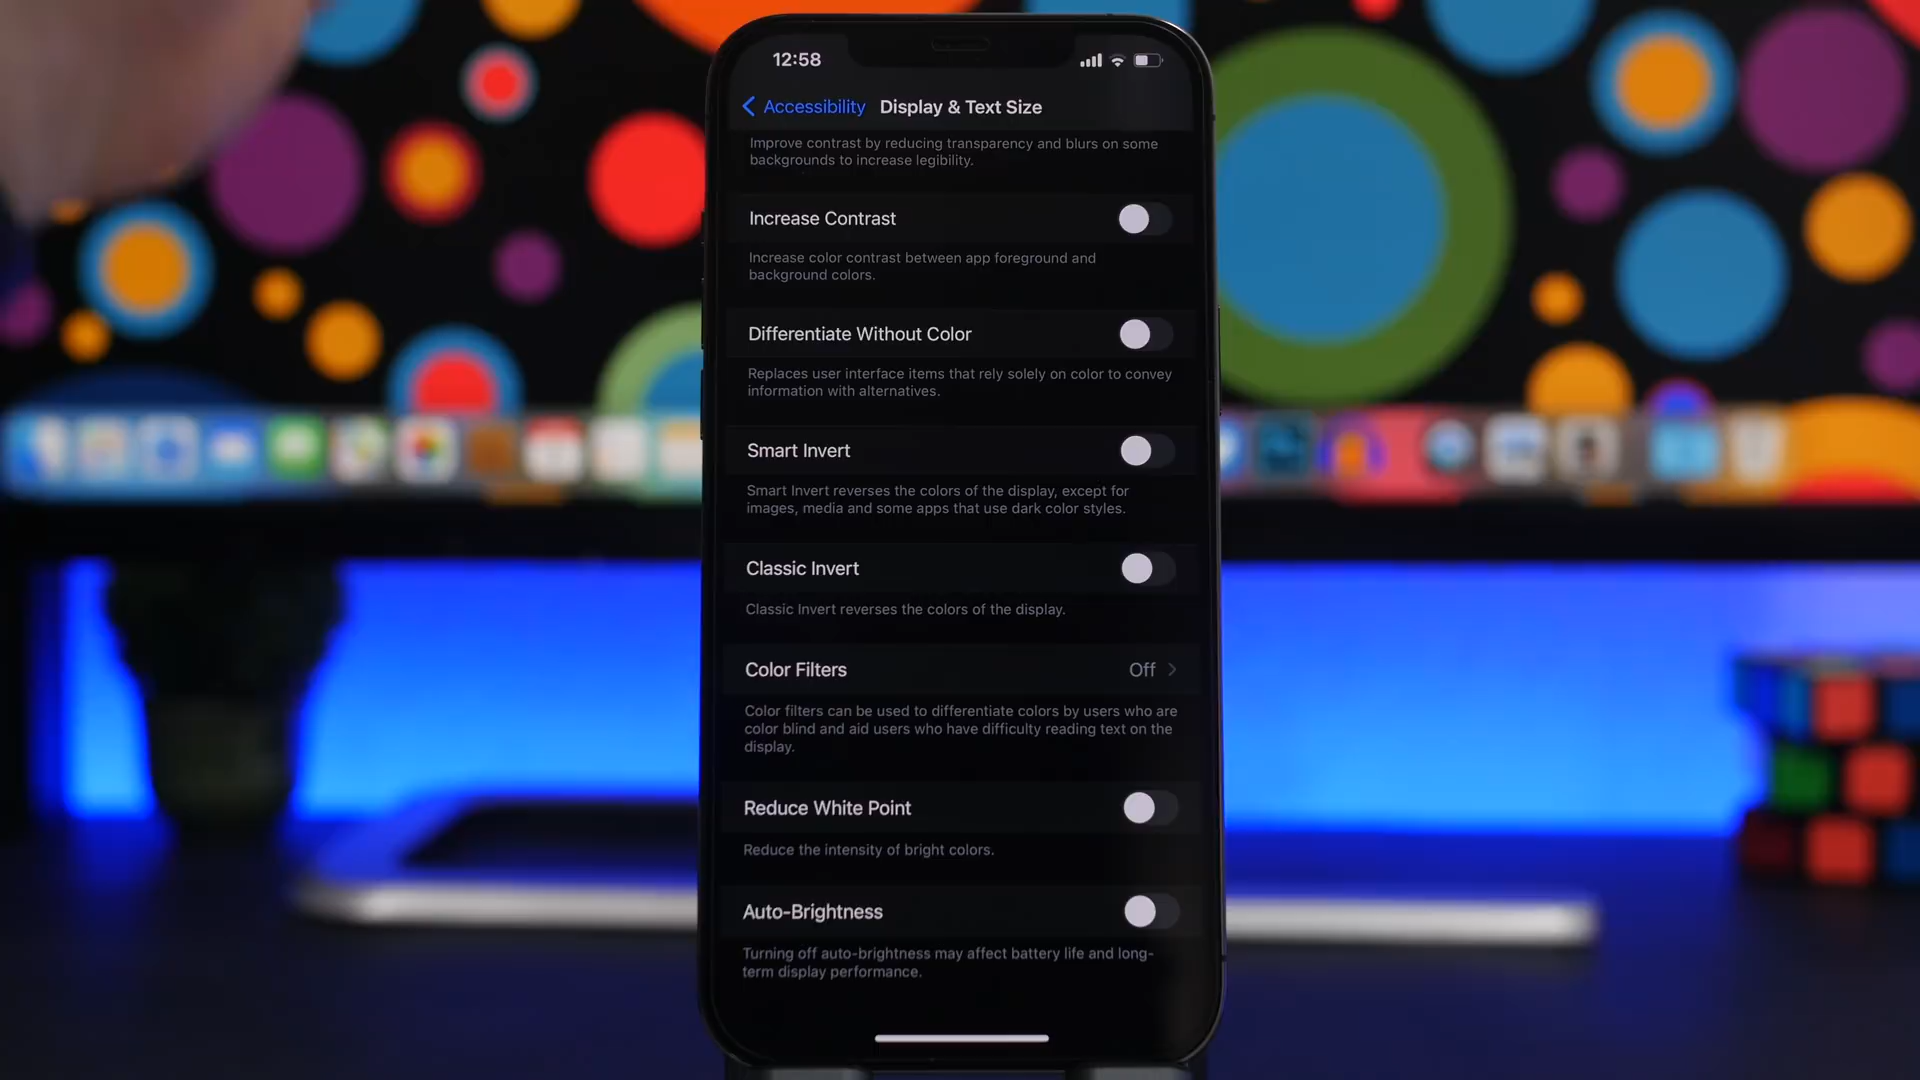 12:58
Accessibility Display & Text Size
Improve contrast by reducing transparency and blurs on some
backgrounds to increase legibility.
Increase Contrast
Increase color contrast between app foreground and
background colors.
Differentiate Without Color
Replaces user interface items that rely solely on color to convey
information with alternatives.
Smart Invert
Smart Invert reverses the colors of the display, except for
images, media and some apps that use dark color styles.
Classic Invert
Classic Invert reverses the colors of the display.
Color Filters Off
Color filters can be used to differentiate colors by users who are
color blind and aid users who have difficulty reading text on the
display.
Reduce White Point
Reduce the intensity of bright colors.
Auto-Brightness
Turning off auto-brightness may affect battery life and long-
term display performance.